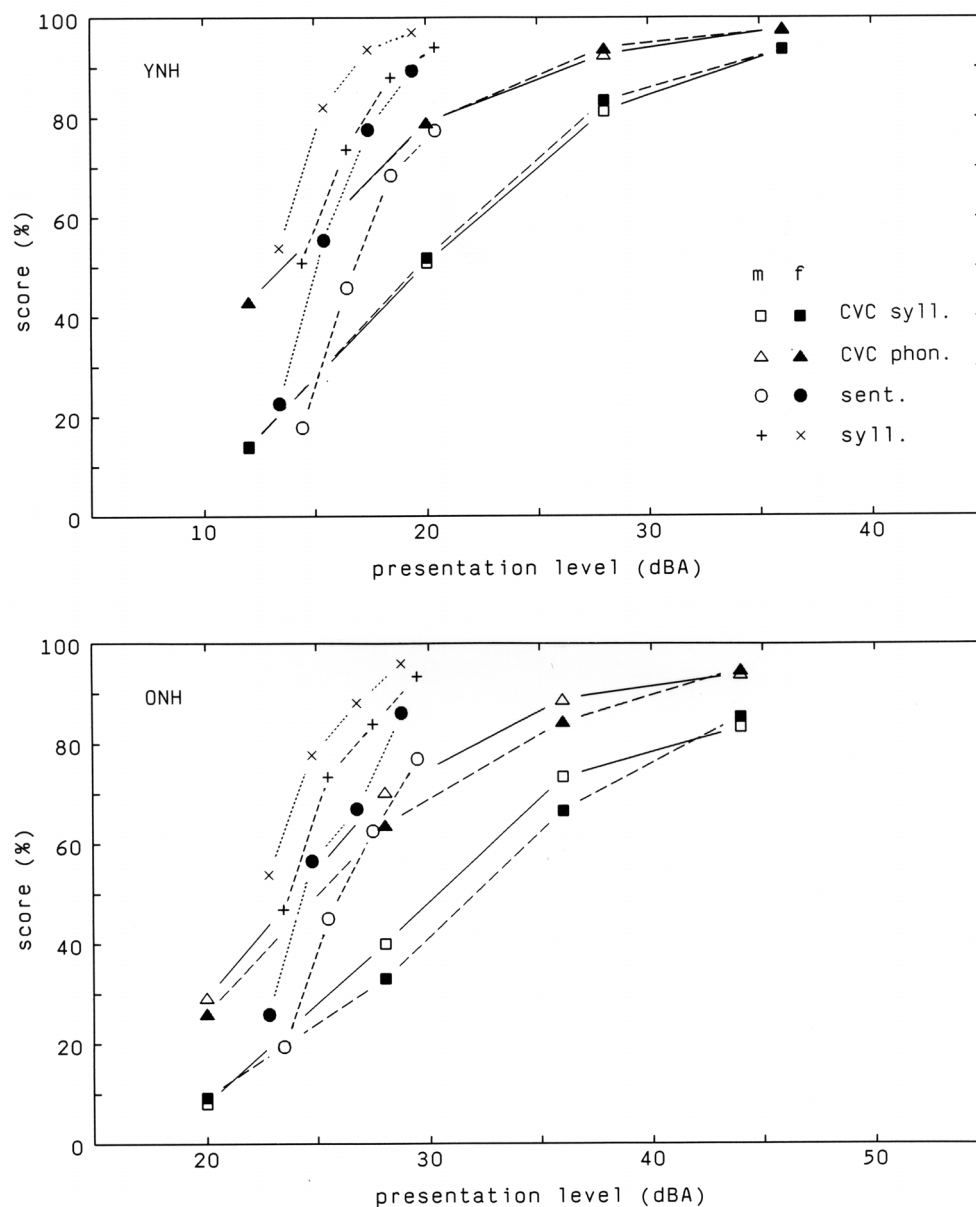 100
80
60
40
20
0
score (%)
YNH
m f
CVC syll.
CVC phon.
sent.
syll.
10 20 30 40
presentation level (dBA)
100
80
60
40
20
0
score (%)
ONH
20 30 40 50
presentation level (dBA)